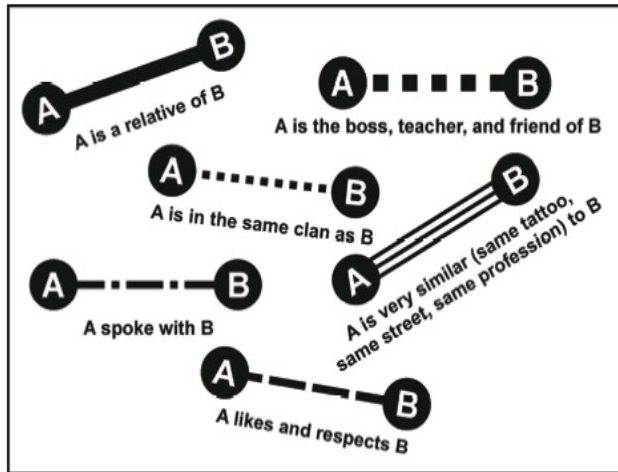 A B
A is a relative of B
A B
A is the boss, teacher, and friend of B
A B
A is in the same clan as B
A B
A is very similar (same tattoo,
same street, same profession) to B
A B
A spoke with B
A B
A likes and respects B